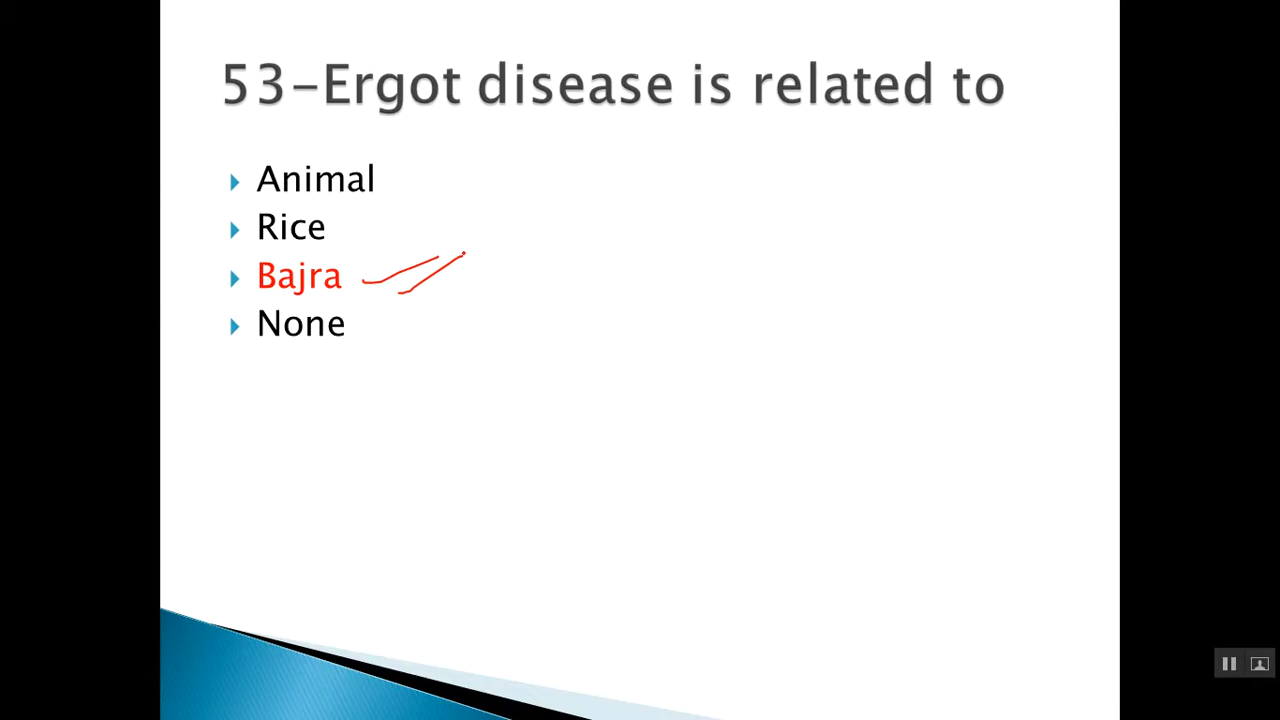 53-Ergot disease is related to
Animal
Rice
Bajra
None